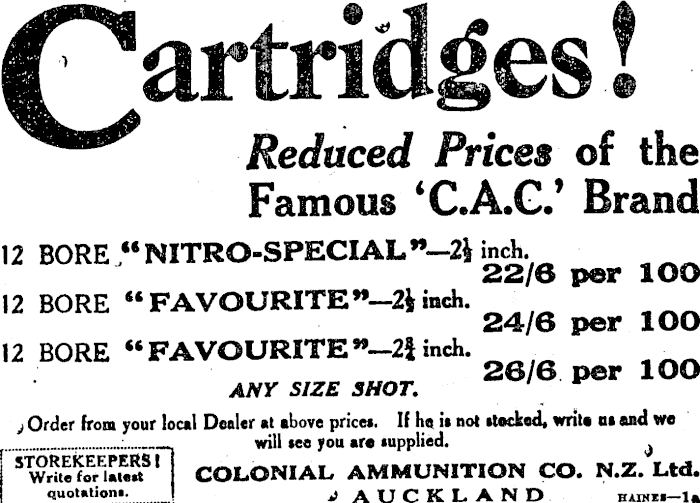 Cartridges!
Reduced Prices of the
Famous 'C.A.C.' Brand
12 BORE "NITRO-SPECIAL"—2½ inch.
22/6 per 100
12 BORE "FAVOURITE"—2½ inch.
24/6 per 100
12 BORE "FAVOURITE"—2¾ inch.
26/6 per 100
ANY SIZE SHOT.
Order from your local Dealer at above prices. If he is not stocked, write us and we
will see you are supplied.
STOREKEEPERS!
Write for latest
quotations.
COLONIAL AMMUNITION CO. N.Z. Ltd.
AUCKLAND
HAINES—1a